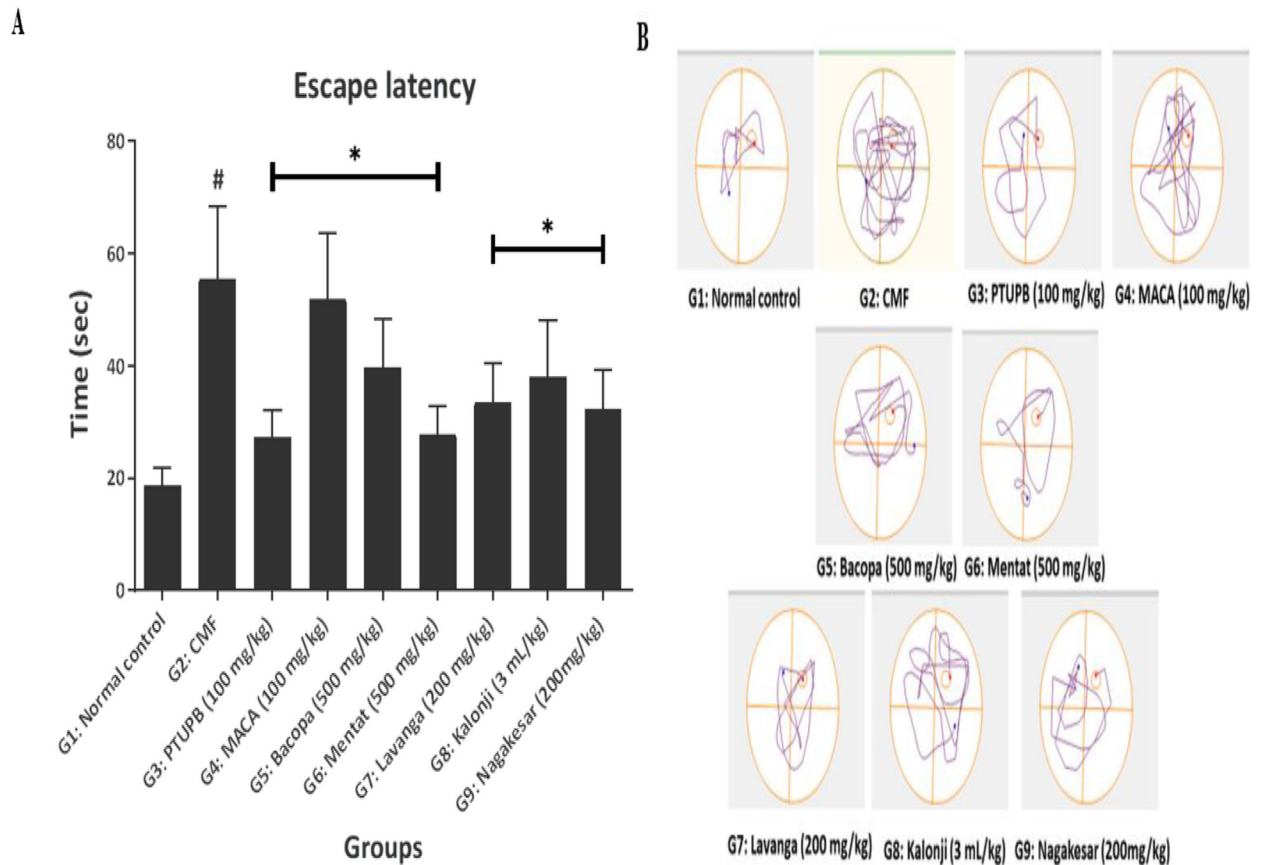 A
Escape latency
Time (sec)
80
60
40
20
0
#
*
*
G1: Normal control
G2: CMF
G3: PTUPB (100 mg/kg)
G4: MACA (100 mg/kg)
G5: Bacopa (500 mg/kg)
G6: Mentat (500 mg/kg)
G7: Lavanga (200 mg/kg)
G8: Kalonji (3 mL/kg)
G9: Nagakesar (200mg/kg)
Groups
B
G1: Normal control
G2: CMF
G3: PTUPB (100 mg/kg)
G4: MACA (100 mg/kg)
G5: Bacopa (500 mg/kg)
G6: Mentat (500 mg/kg)
G7: Lavanga (200 mg/kg)
G8: Kalonji (3 mL/kg)
G9: Nagakesar (200mg/kg)